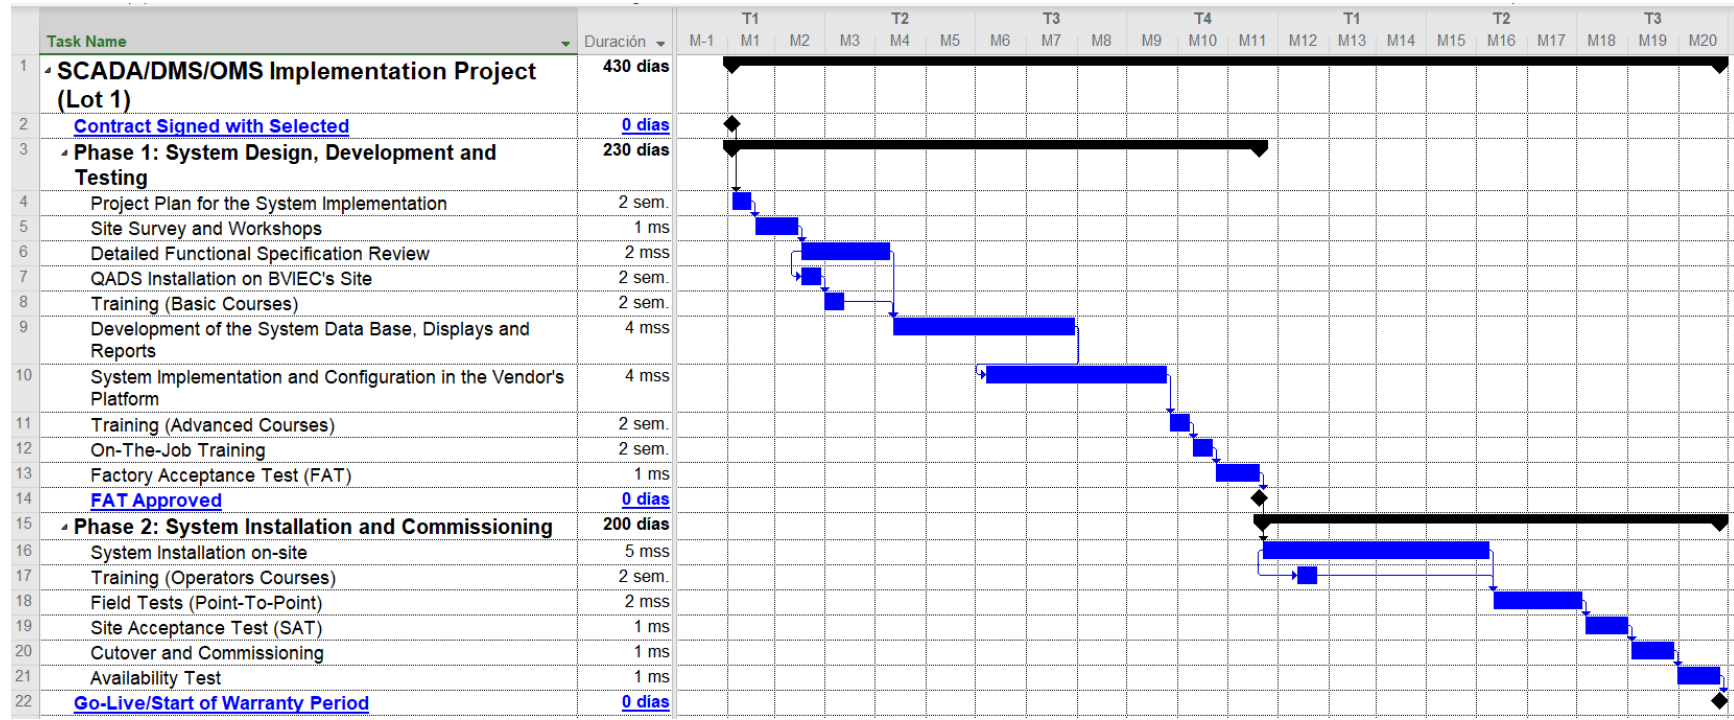 T1 T2 T3 T4 T1 T2 T3
Task Name Duración M-1 M1 M2 M3 M4 M5 M6 M7 M8 M9 M10 M11 M12 M13 M14 M15 M16 M17 M18 M19 M20
1 SCADA/DMS/OMS Implementation Project 430 días
(Lot 1)
2 Contract Signed with Selected 0 días
3 Phase 1: System Design, Development and 230 días
Testing
4 Project Plan for the System Implementation 2 sem.
5 Site Survey and Workshops 1 ms
6 Detailed Functional Specification Review 2 mss
7 QADS Installation on BVIEC's Site 2 sem.
8 Training (Basic Courses) 2 sem.
9 Development of the System Data Base, Displays and 4 mss
Reports
10 System Implementation and Configuration in the Vendor's 4 mss
Platform
11 Training (Advanced Courses) 2 sem.
12 On-The-Job Training 2 sem.
13 Factory Acceptance Test (FAT) 1 ms
14 FAT Approved 0 días
15 Phase 2: System Installation and Commissioning 200 días
16 System Installation on-site 5 mss
17 Training (Operators Courses) 2 sem.
18 Field Tests (Point-To-Point) 2 mss
19 Site Acceptance Test (SAT) 1 ms
20 Cutover and Commissioning 1 ms
21 Availability Test 1 ms
22 Go-Live/Start of Warranty Period 0 días